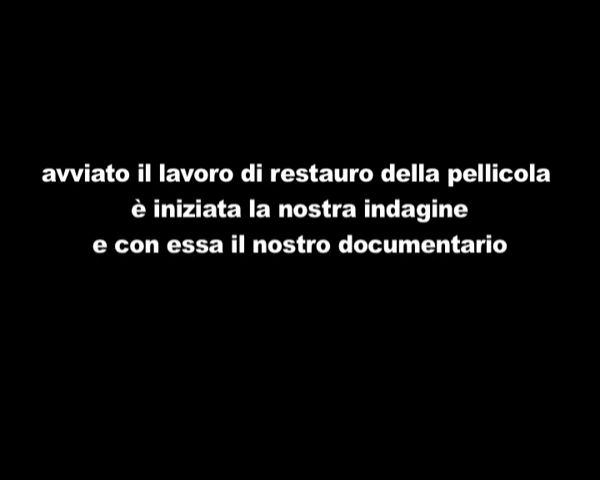 avviato il lavoro di restauro della pellicola
è iniziata la nostra indagine
e con essa il nostro documentario